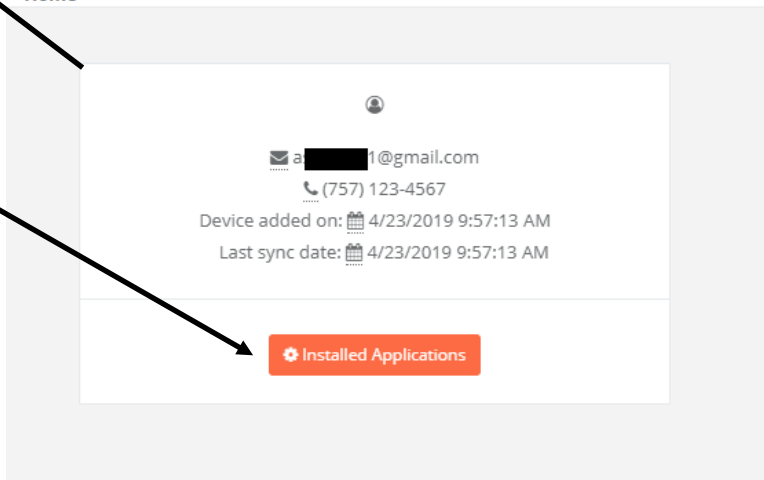 a 1@gmail.com
(757) 123-4567
Device added on: 4/23/2019 9:57:13 AM
Last sync date: 4/23/2019 9:57:13 AM
Installed Applications